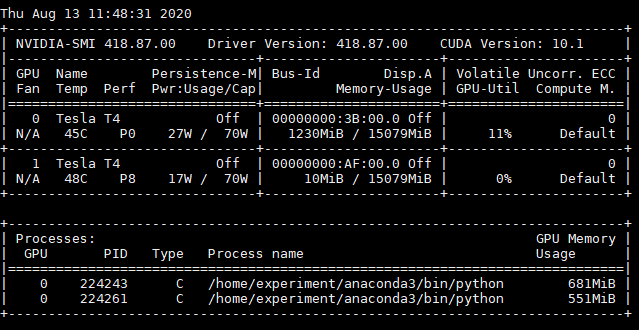 Thu Aug 13 11:48:31 2020
+-----------------------------------------------------------------------------+
| NVIDIA-SMI 418.87.00    Driver Version: 418.87.00    CUDA Version: 10.1     |
|-------------------------------+----------------------+----------------------+
| GPU  Name        Persistence-M| Bus-Id        Disp.A | Volatile Uncorr. ECC |
| Fan  Temp  Perf  Pwr:Usage/Cap|         Memory-Usage | GPU-Util  Compute M. |
|===============================+======================+======================|
|   0  Tesla T4            Off  | 00000000:3B:00.0 Off |                    0 |
| N/A   45C    P0    27W /  70W |   1230MiB / 15079MiB |     11%      Default |
+-------------------------------+----------------------+----------------------+
|   1  Tesla T4            Off  | 00000000:AF:00.0 Off |                    0 |
| N/A   48C    P8    17W /  70W |     10MiB / 15079MiB |      0%      Default |
+-------------------------------+----------------------+----------------------+
+-----------------------------------------------------------------------------+
| Processes:                                                       GPU Memory |
|  GPU       PID   Type   Process name                             Usage      |
|=============================================================================|
|    0    224243      C   /home/experiment/anaconda3/bin/python        681MiB |
|    0    224261      C   /home/experiment/anaconda3/bin/python        551MiB |
+-----------------------------------------------------------------------------+